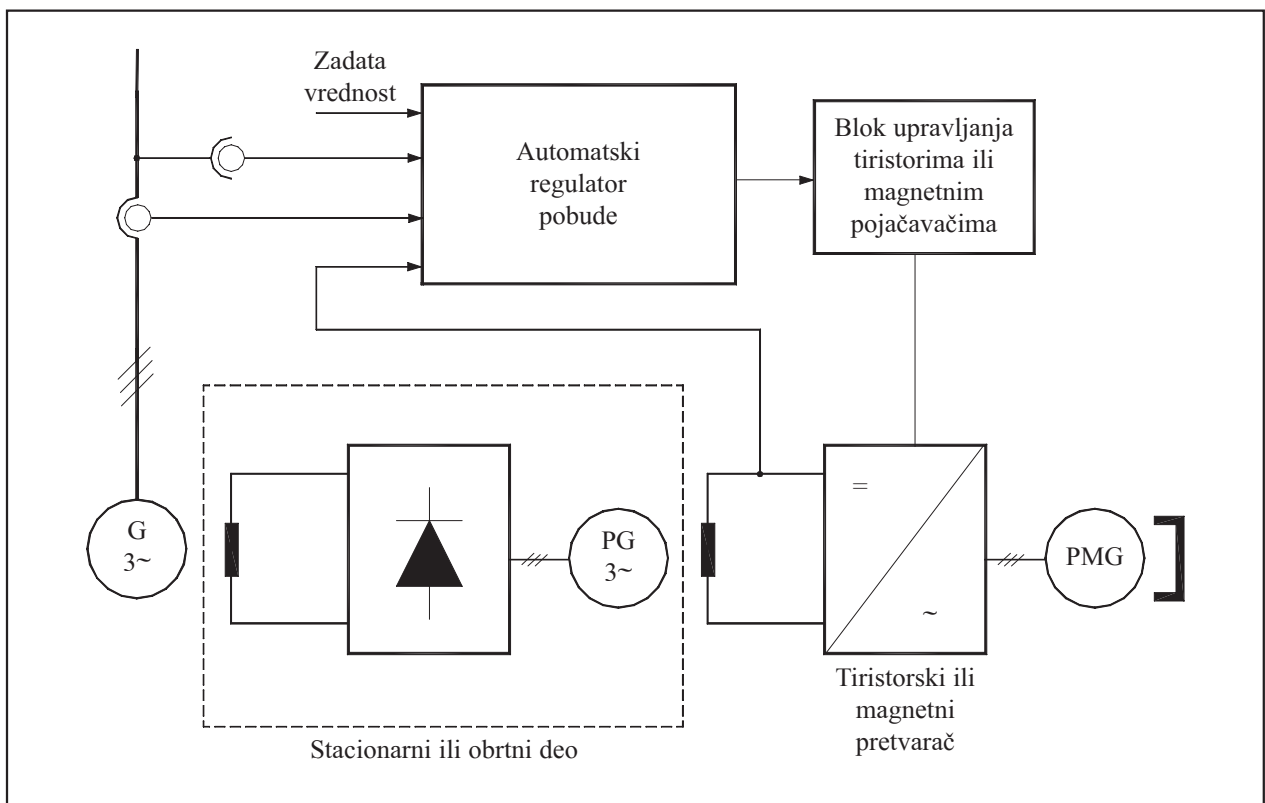 Zadata
vrednost
Automatski
regulator
pobude
Blok upravljanja
tiristorima ili
magnetnim
pojačavačima
G
3~
PG
3~
=
~
PMG
Tiristorski ili
magnetni
pretvarač
Stacionarni ili obrtni deo